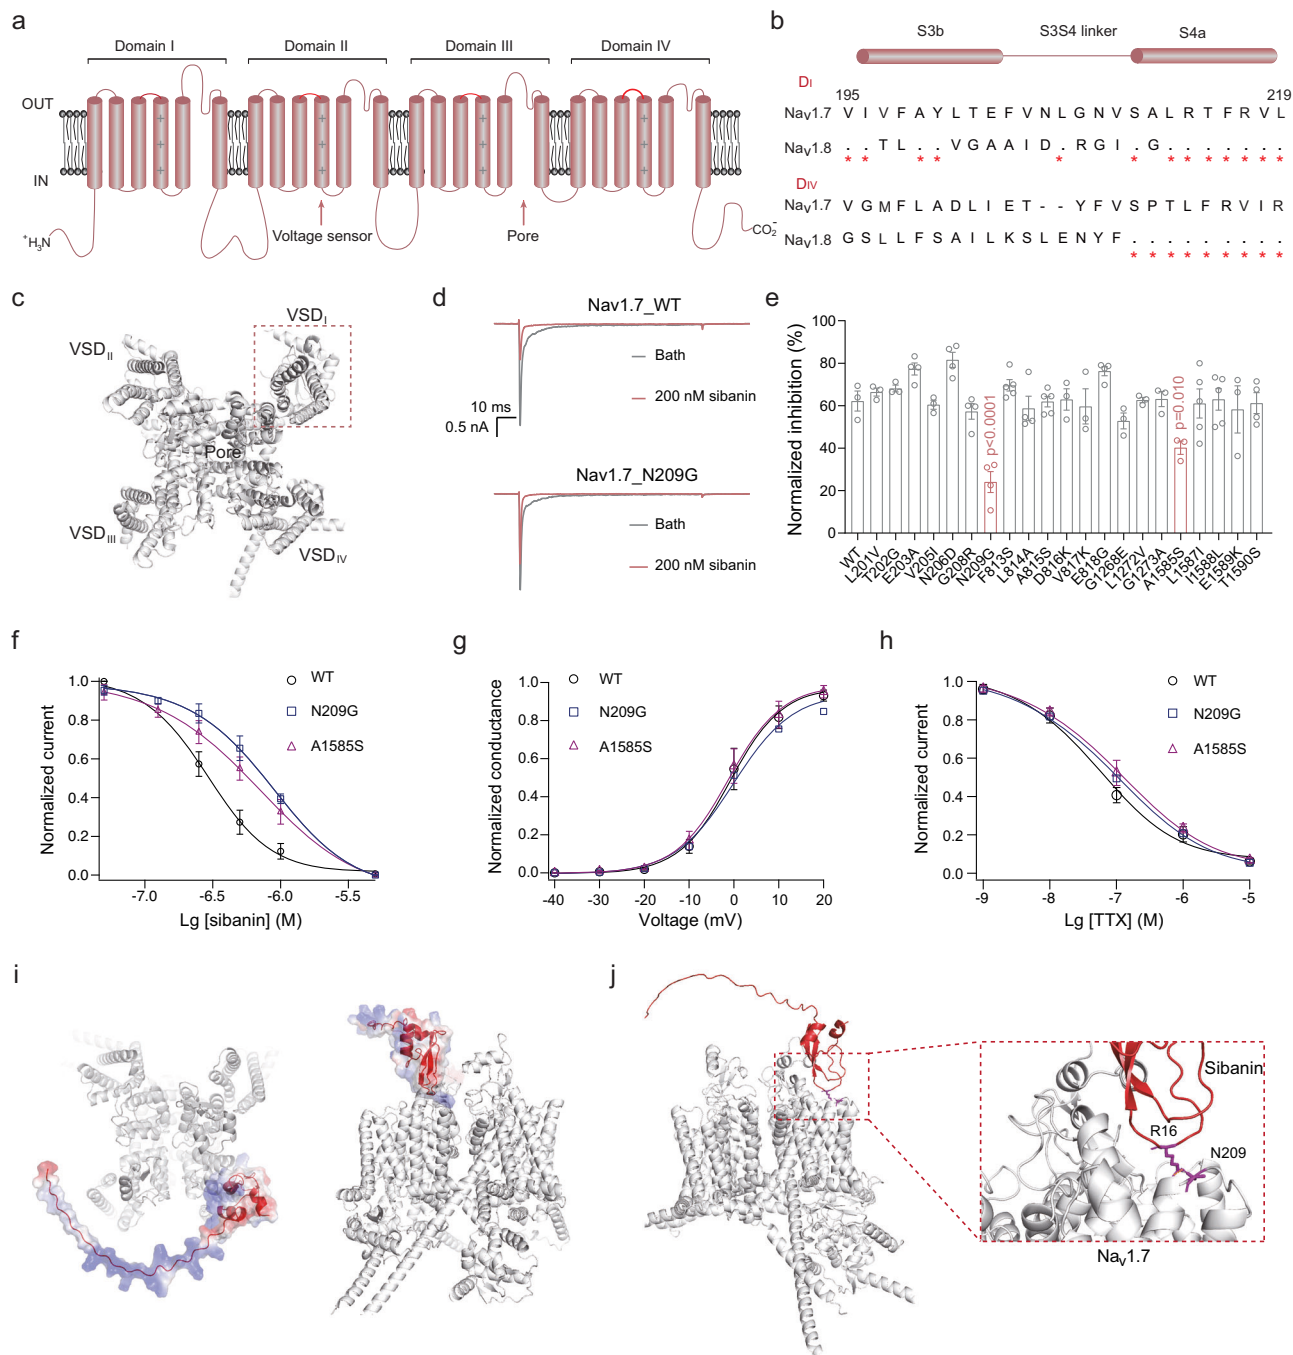 a
Domain I
Domain II
Domain III
Domain IV
OUT
IN
+ + +
+ + +
+ + +
+ + +
⁺H₃N
Voltage sensor
Pore
CO₂⁻
b
S3b
S3S4 linker
S4a
DI
195
219
Naᵥ1.7 V I V F A Y L T E F V N L G N V S A L R T F R V L
Naᵥ1.8 . . T L . . V G A A I D . R G I . G . . . . . . .
* * * * * * * * * * * * *
DIV
Naᵥ1.7 V G M F L A D L I E T - - Y F V S P T L F R V I R
Naᵥ1.8 G S L L F S A I L K S L E N Y F . . . . . . . . .
* * * * * * * * *
c
VSDI
VSDII
Pore
VSDIII
VSDIV
d
Nav1.7_WT
Bath
200 nM sibanin
10 ms
0.5 nA
Nav1.7_N209G
Bath
200 nM sibanin
e
Normalized inhibition (%)
100
80
60
40
20
0
p<0.0001
p=0.010
WT
L201V
T202G
E203A
V205I
N206D
G208R
N209G
F813S
L814A
A815S
D816K
V817K
E818G
G1268E
L1272V
G1273A
A1585S
L1587I
I1588L
E1589K
T1590S
f
Normalized current
1.0
0.8
0.6
0.4
0.2
0.0
WT
N209G
A1585S
-7.0 -6.5 -6.0 -5.5
Lg [sibanin] (M)
g
Normalized conductance
1.0
0.8
0.6
0.4
0.2
0.0
WT
N209G
A1585S
-40 -30 -20 -10 0 10 20
Voltage (mV)
h
Normalized current
1.0
0.8
0.6
0.4
0.2
0.0
WT
N209G
A1585S
-9 -8 -7 -6 -5
Lg [TTX] (M)
i
j
Sibanin
R16
N209
Naᵥ1.7